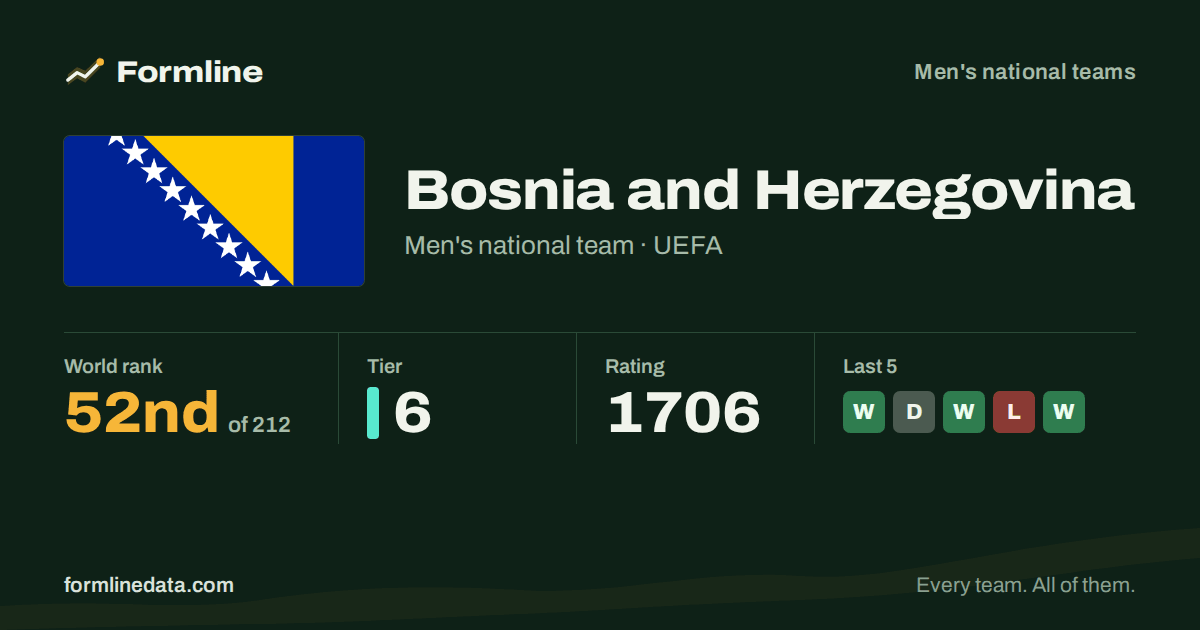 Formline
Men's national teams
Bosnia and Herzegovina
Men's national team · UEFA
World rank
52nd of 212
Tier
6
Rating
1706
Last 5
W D W L W
formlinedata.com
Every team. All of them.